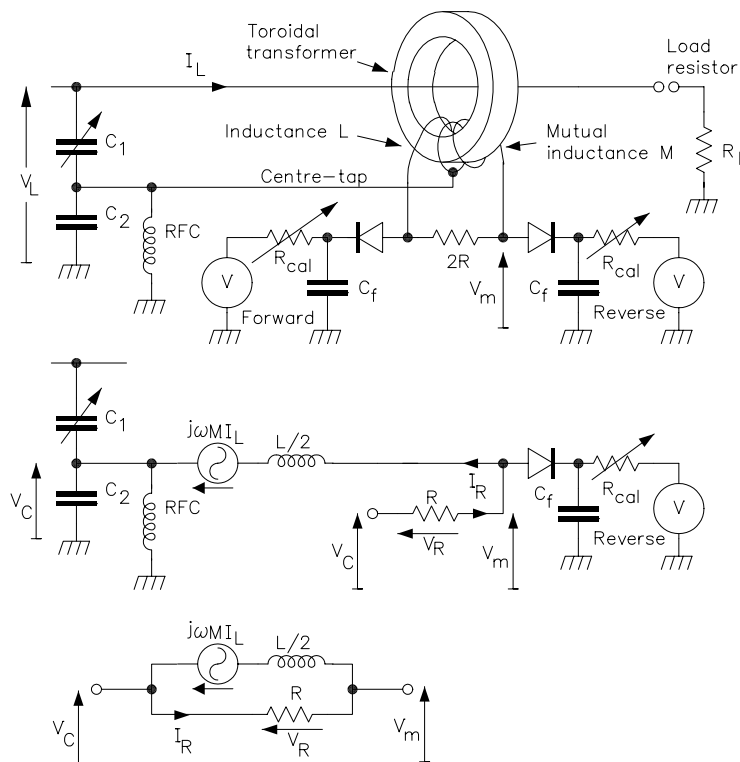 Toroidal
transformer
Load
resistor
I_L
C_1
Inductance L
Mutual
inductance M
V_L
R_L
Centre-tap
C_2
RFC
R_cal
2R
R_cal
V
C_f
V_m
C_f
V
Forward
Reverse
C_1
jωMI_L
L/2
C_2
I_R
C_f
R_cal
V_C
RFC
R
V
V_R
Reverse
V_C
V_m
jωMI_L
L/2
R
V_C
I_R
V_R
V_m